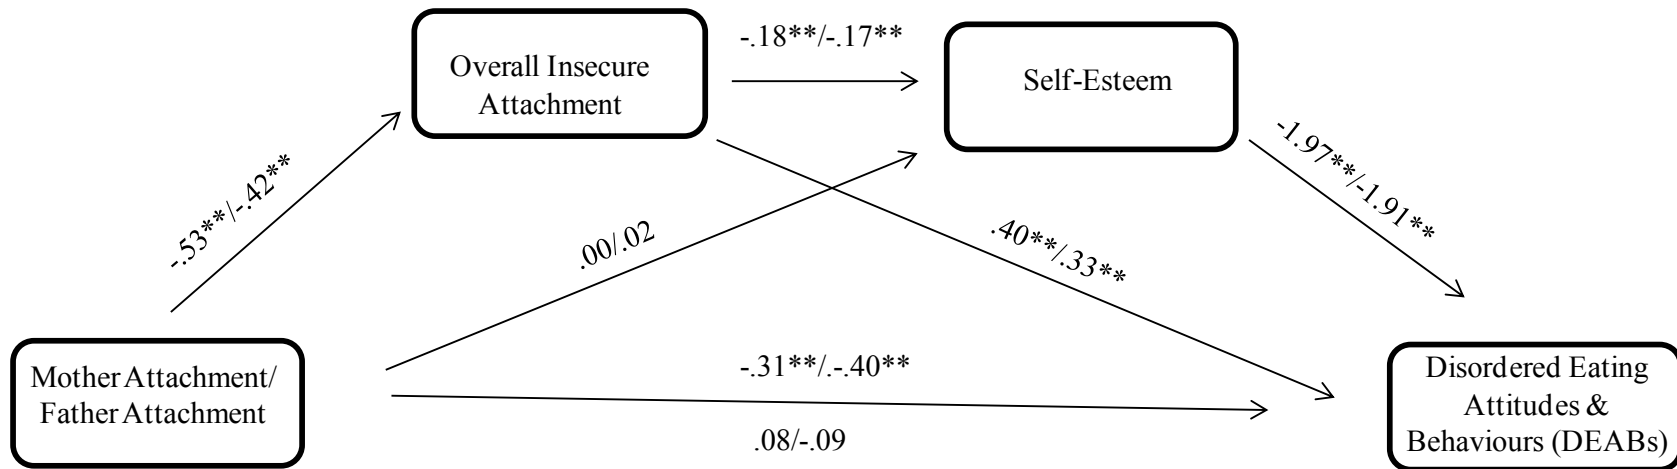 -.18**/-.17**
Overall Insecure
Attachment
Self-Esteem
-.53**/-.42**
-1.97**/-1.91**
.00/.02
.40**/.33**
Mother Attachment/
Father Attachment
-.31**/.-.40**
.08/-.09
Disordered Eating
Attitudes &
Behaviours (DEABs)